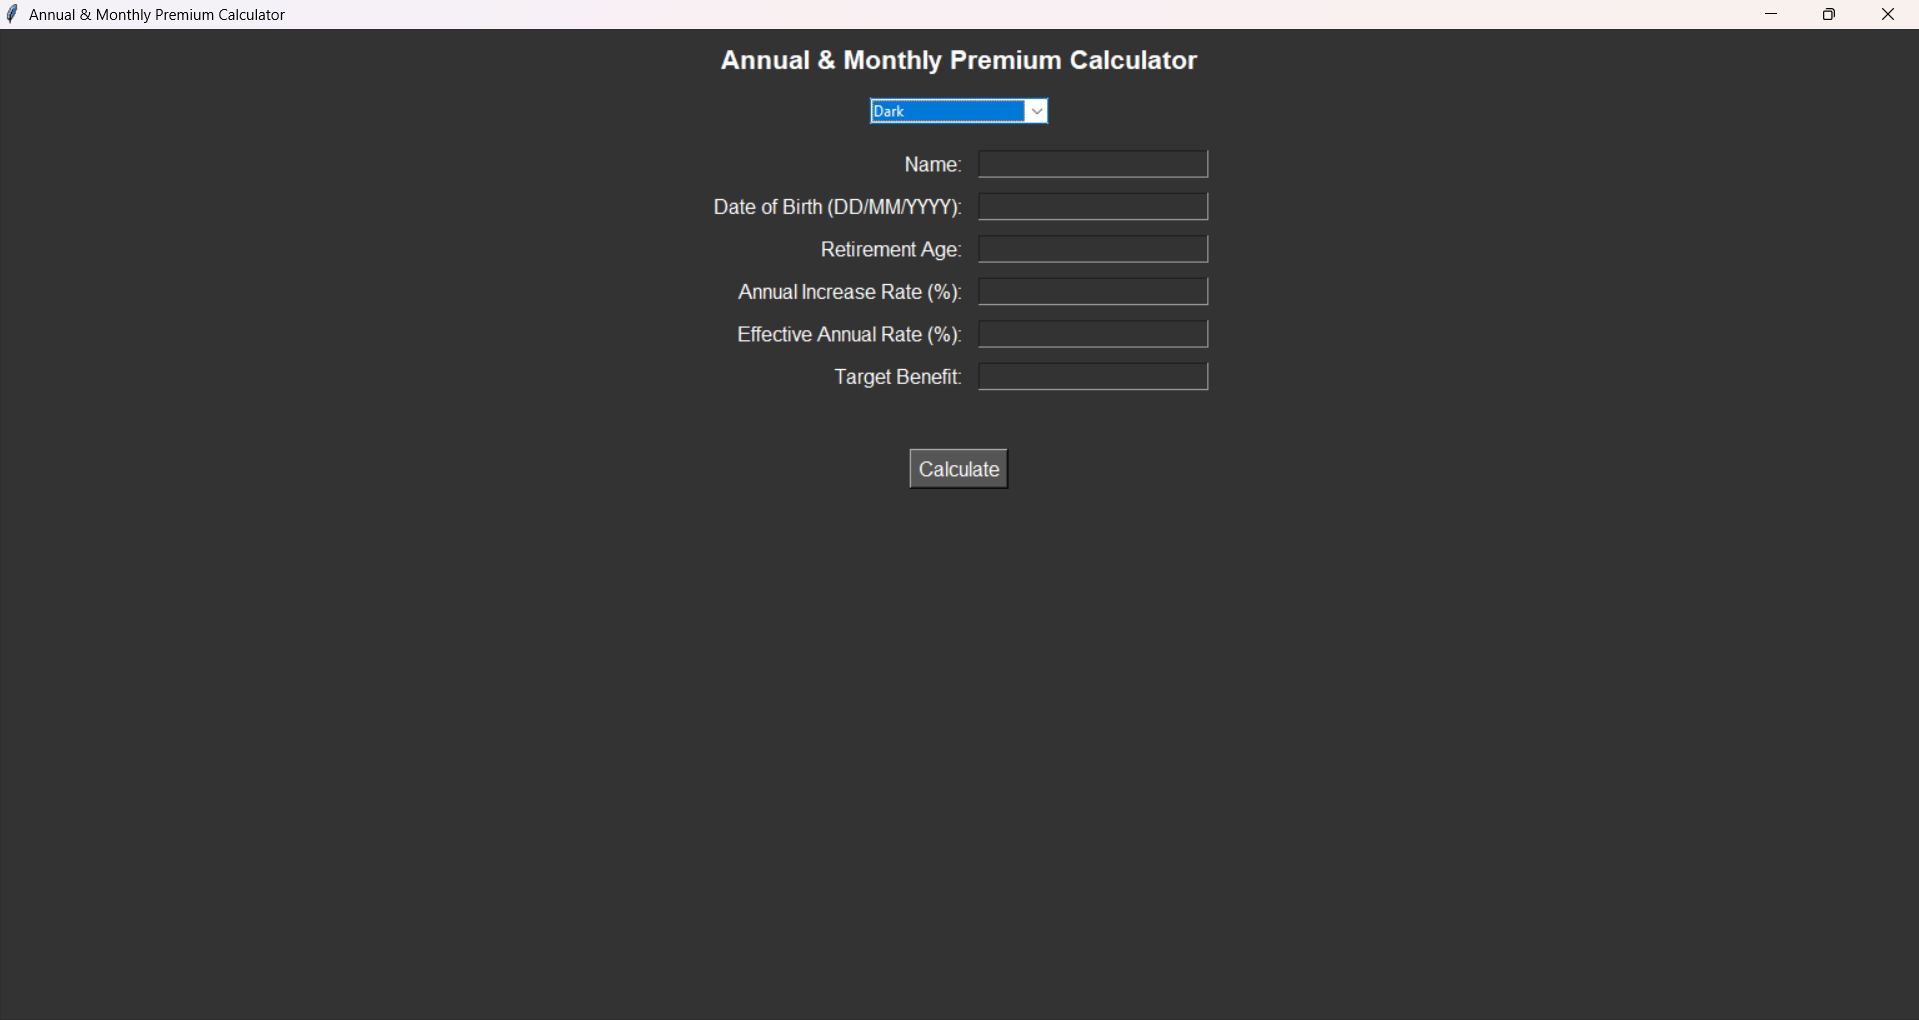 Annual & Monthly Premium Calculator
Annual & Monthly Premium Calculator
Dark
Name:
Date of Birth (DD/MM/YYYY):
Retirement Age:
Annual Increase Rate (%):
Effective Annual Rate (%):
Target Benefit:
Calculate